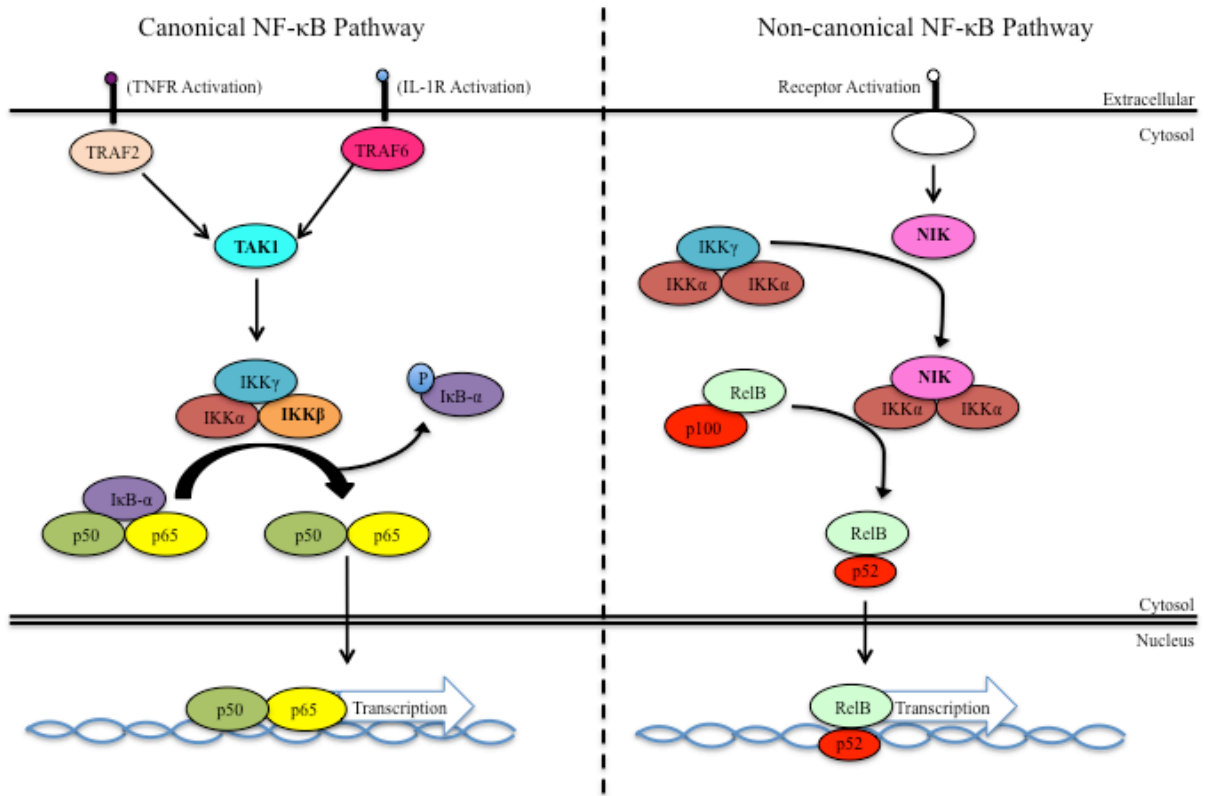 Canonical NF-κB Pathway
(TNFR Activation)
(IL-1R Activation)
TRAF2
TRAF6
TAK1
IKKγ
IKKα
IKKβ
P
IκB-α
IκB-α
p50
p65
p50
p65
p50
p65
Transcription
Non-canonical NF-κB Pathway
Receptor Activation
Extracellular
Cytosol
NIK
IKKγ
IKKα
IKKα
NIK
IKKα
IKKα
RelB
p100
RelB
p52
Cytosol
Nucleus
RelB
Transcription
p52